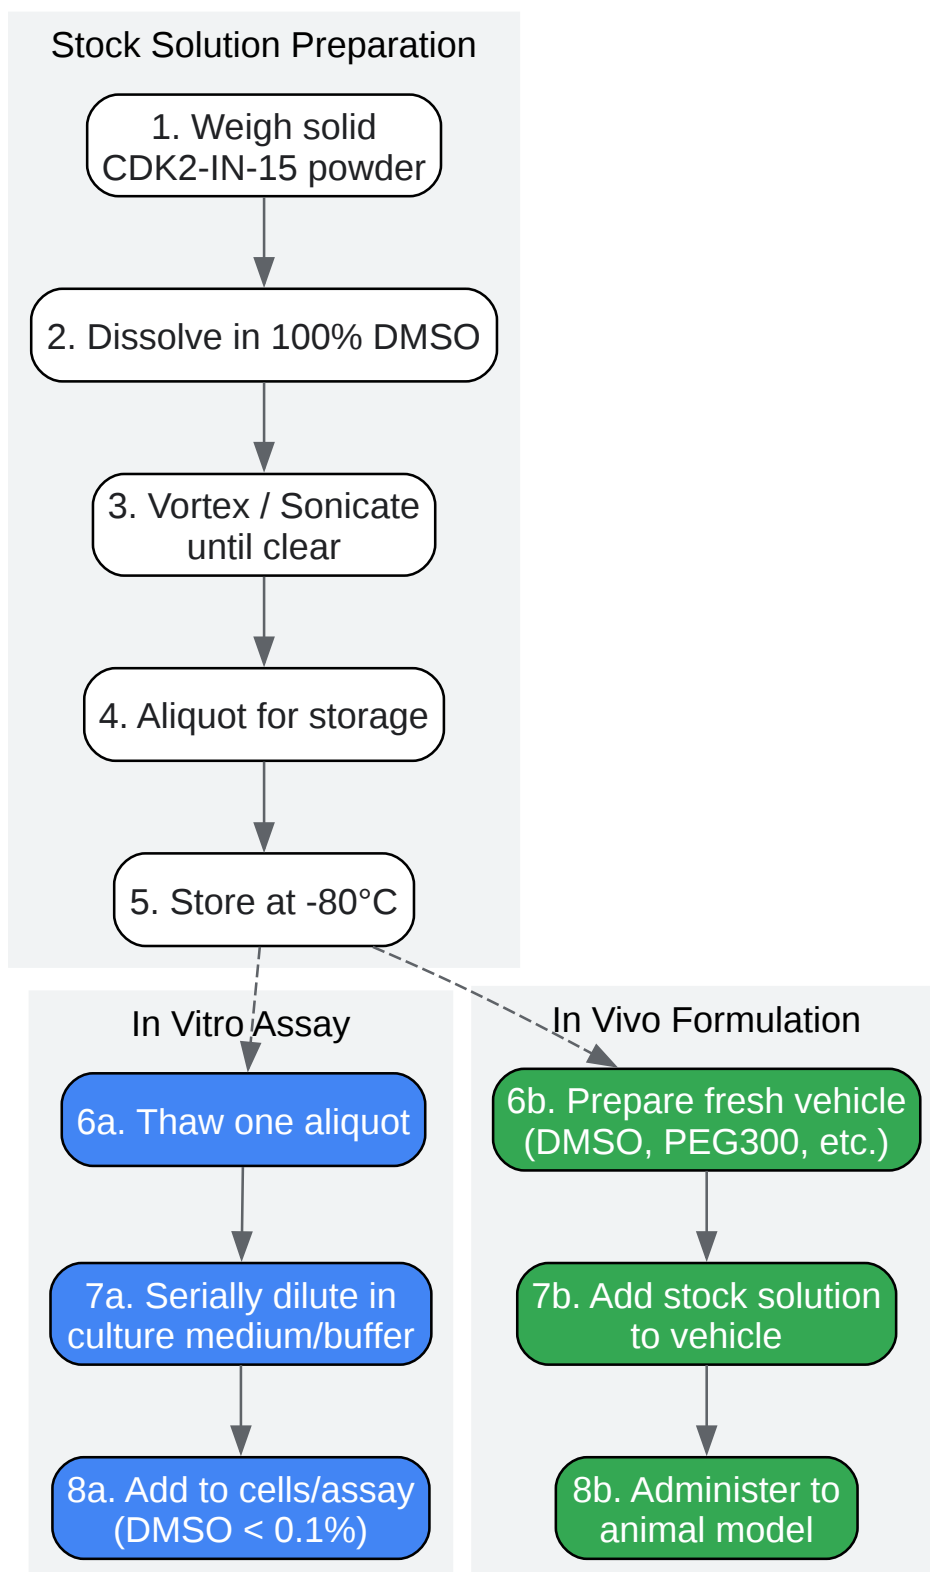 Stock Solution Preparation
1. Weigh solid
CDK2-IN-15 powder
2. Dissolve in 100% DMSO
3. Vortex / Sonicate
until clear
4. Aliquot for storage
5. Store at -80°C
In Vitro Assay
6a. Thaw one aliquot
7a. Serially dilute in
culture medium/buffer
8a. Add to cells/assay
(DMSO < 0.1%)
In Vivo Formulation
6b. Prepare fresh vehicle
(DMSO, PEG300, etc.)
7b. Add stock solution
to vehicle
8b. Administer to
animal model